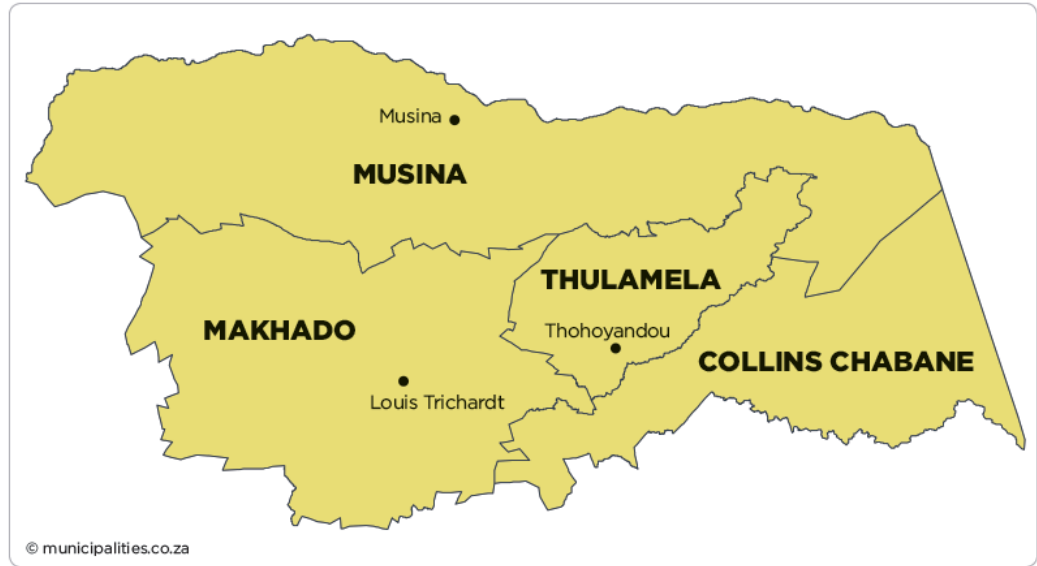 Musina
MUSINA
THULAMELA
MAKHADO
Thohoyandou
COLLINS CHABANE
Louis Trichardt
© municipalities.co.za